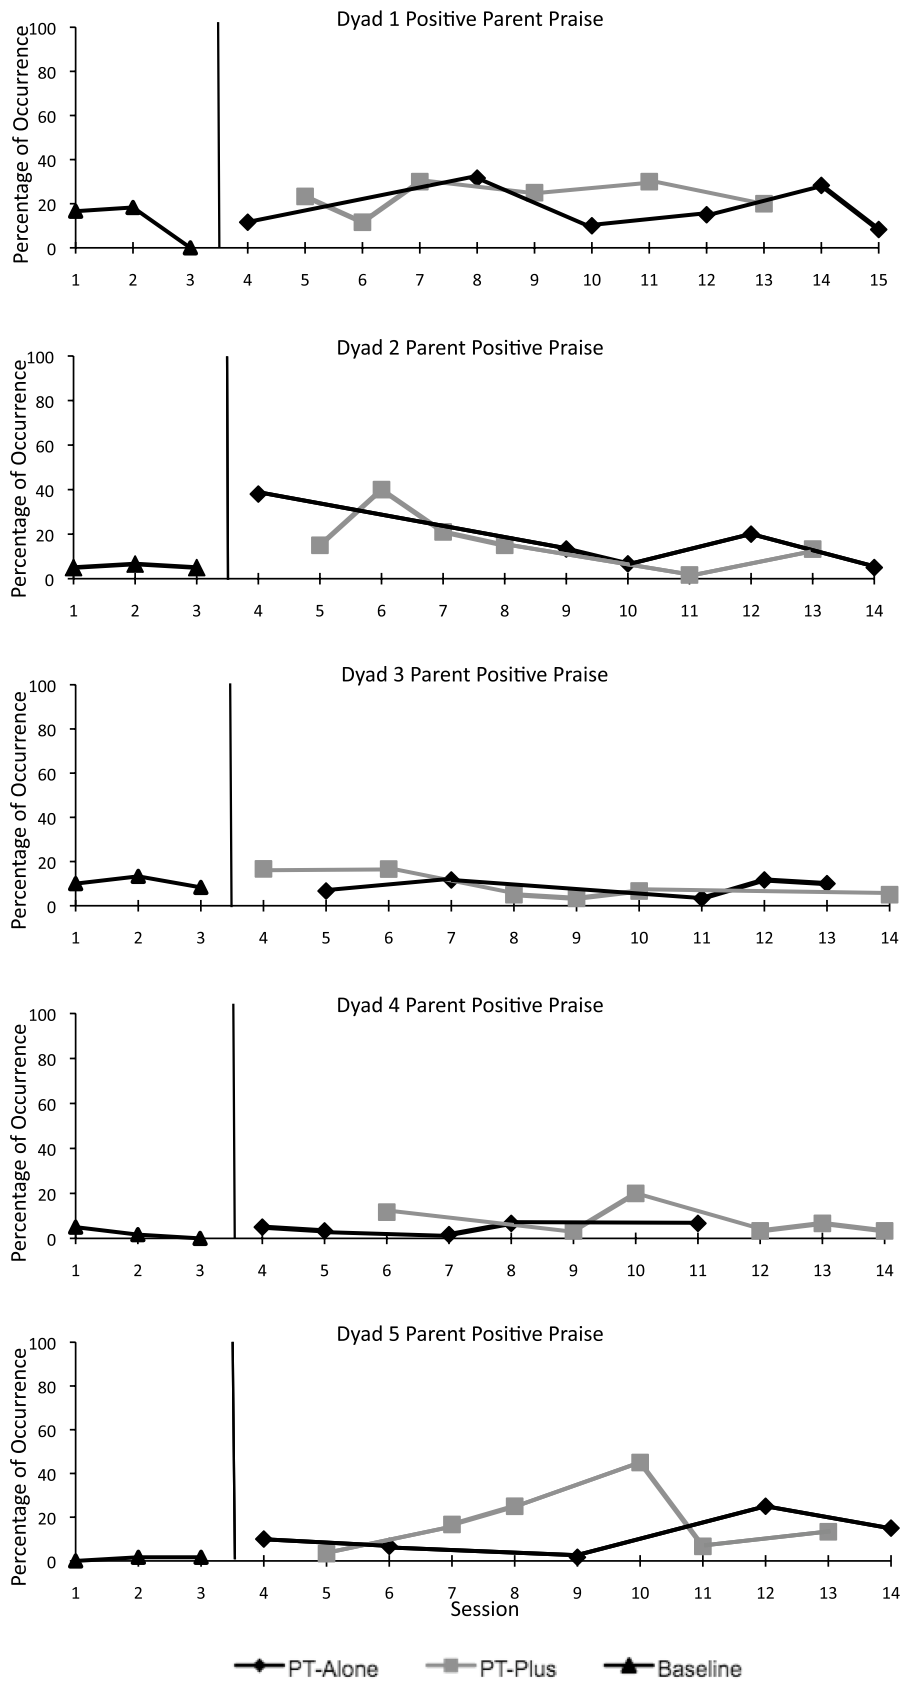 Dyad 1 Positive Parent Praise
Percentage of Occurrence
100
80
60
40
20
0
1 2 3 4 5 6 7 8 9 10 11 12 13 14 15
Dyad 2 Parent Positive Praise
Percentage of Occurrence
100
80
60
40
20
0
1 2 3 4 5 6 7 8 9 10 11 12 13 14
Dyad 3 Parent Positive Praise
Percentage of Occurrence
100
80
60
40
20
0
1 2 3 4 5 6 7 8 9 10 11 12 13 14
Dyad 4 Parent Positive Praise
Percentage of Occurrence
100
80
60
40
20
0
1 2 3 4 5 6 7 8 9 10 11 12 13 14
Dyad 5 Parent Positive Praise
Percentage of Occurrence
100
80
60
40
20
0
1 2 3 4 5 6 7 8 9 10 11 12 13 14
Session
PT-Alone PT-Plus Baseline